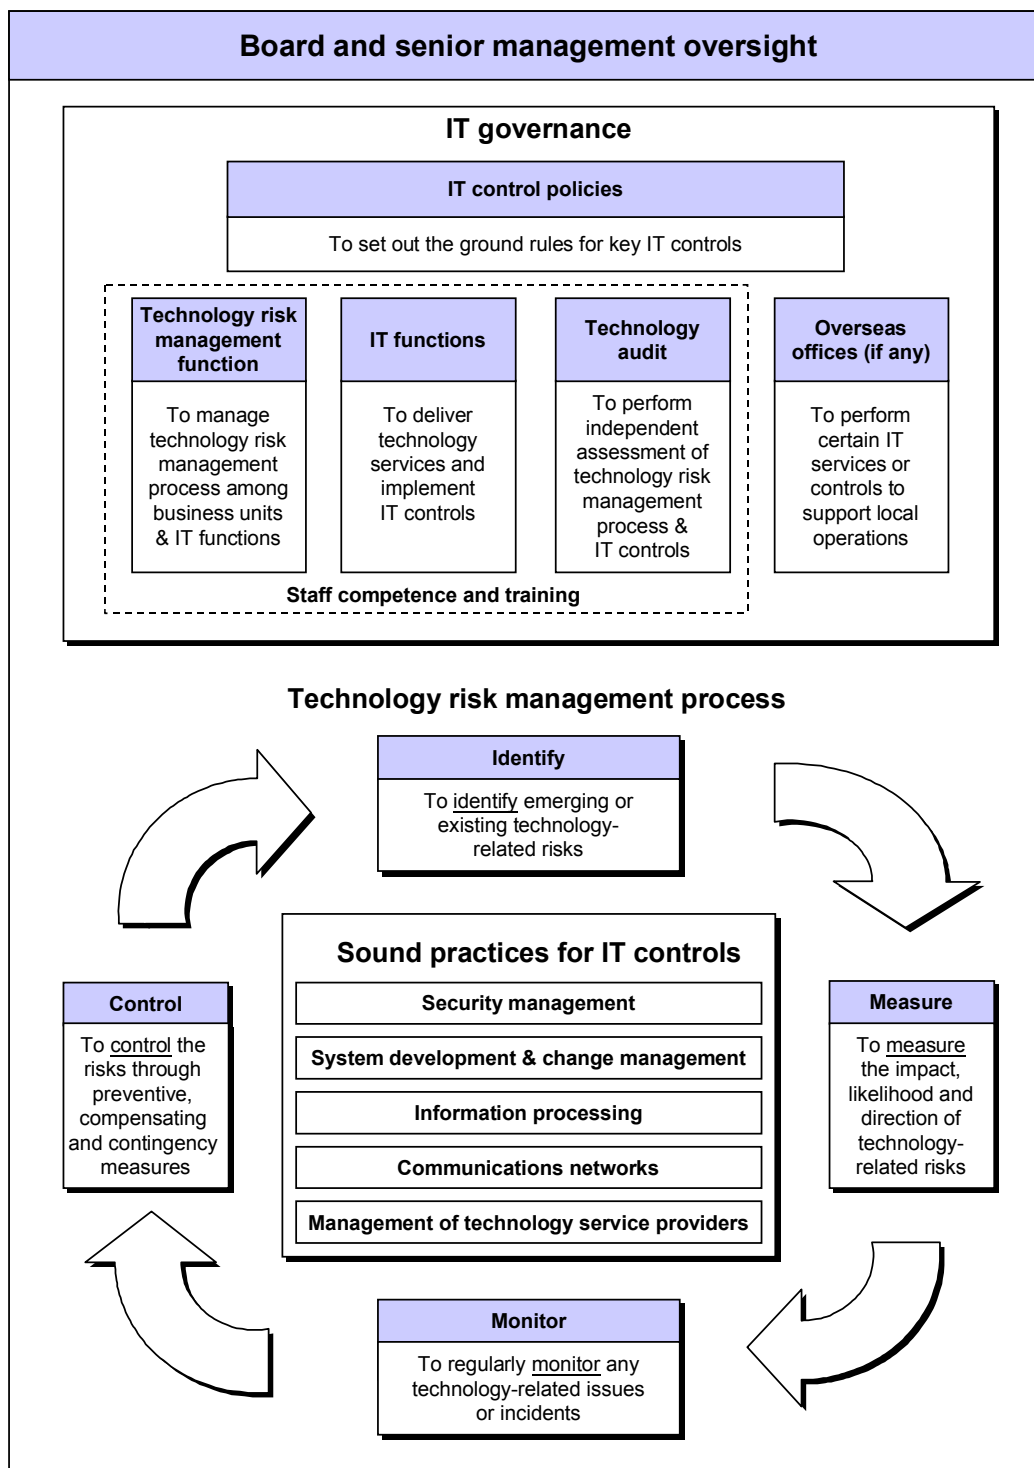 Board and senior management oversight
IT governance
IT control policies
To set out the ground rules for key IT controls
Technology risk
management
function
To manage
technology risk
management
process among
business units
& IT functions
IT functions
To deliver
technology
services and
implement
IT controls
Technology
audit
To perform
independent
assessment of
technology risk
management
process &
IT controls
Overseas
offices (if any)
To perform
certain IT
services or
controls to
support local
operations
Staff competence and training
Technology risk management process
Identify
To identify emerging or
existing technology-
related risks
Sound practices for IT controls
Security management
System development & change management
Information processing
Communications networks
Management of technology service providers
Control
To control the
risks through
preventive,
compensating
and contingency
measures
Measure
To measure
the impact,
likelihood and
direction of
technology-
related risks
Monitor
To regularly monitor any
technology-related issues
or incidents